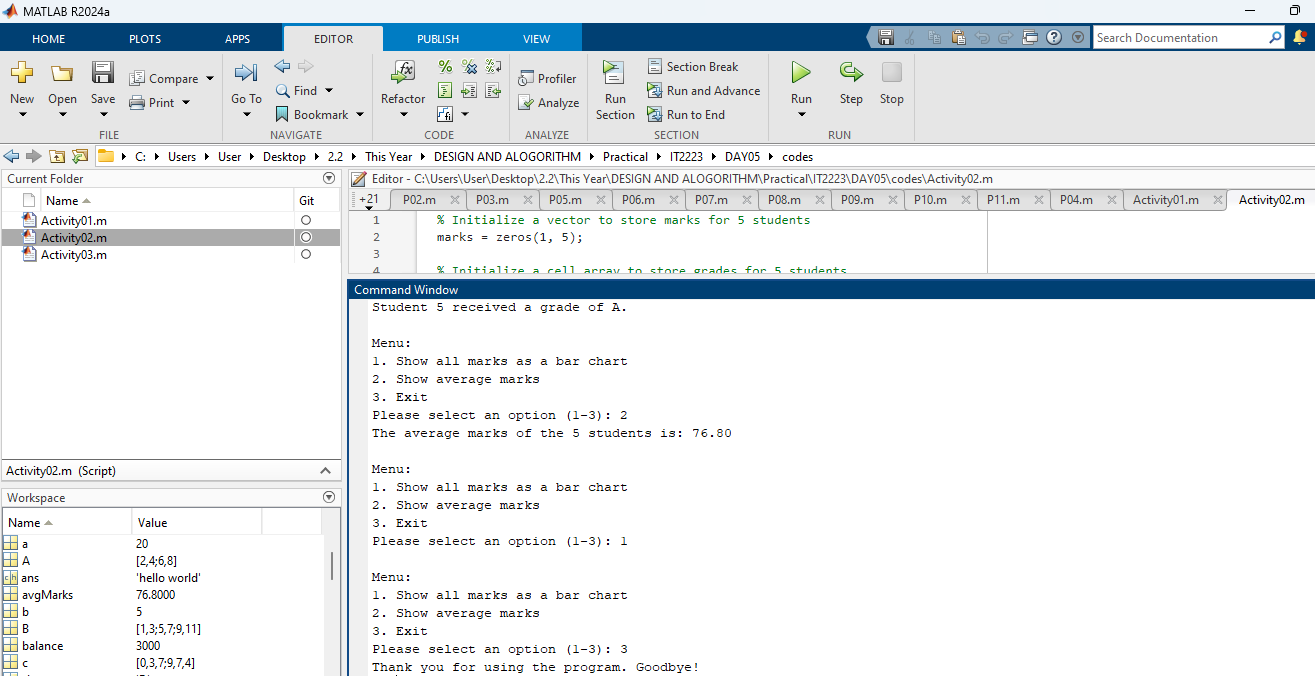 MATLAB R2024a
HOME PLOTS APPS EDITOR PUBLISH VIEW Search Documentation
New Open Save Compare Print
Go To Find Bookmark
Refactor
Profiler Analyze
Run Section Section Break Run and Advance Run to End
Run Step Stop
FILE NAVIGATE CODE ANALYZE SECTION RUN
C: Users User Desktop 2.2 This Year DESIGN AND ALOGORITHM Practical IT2223 DAY05 codes
Current Folder
Name Git
Activity01.m
Activity02.m
Activity03.m
Activity02.m (Script)
Workspace
Name Value
a 20
A [2,4;6,8]
ans 'hello world'
avgMarks 76.8000
b 5
B [1,3;5,7;9,11]
balance 3000
c [0,3,7;9,7,4]
Editor - C:\Users\User\Desktop\2.2\This Year\DESIGN AND ALOGORITHM\Practical\IT2223\DAY05\codes\Activity02.m
+21 P02.m P03.m P05.m P06.m P07.m P08.m P09.m P10.m P11.m P04.m Activity01.m Activity02.m
1 % Initialize a vector to store marks for 5 students
2 marks = zeros(1, 5);
3
4 % Initialize a cell array to store grades for 5 students
Command Window
Student 5 received a grade of A.
Menu:
1. Show all marks as a bar chart
2. Show average marks
3. Exit
Please select an option (1-3): 2
The average marks of the 5 students is: 76.80
Menu:
1. Show all marks as a bar chart
2. Show average marks
3. Exit
Please select an option (1-3): 1
Menu:
1. Show all marks as a bar chart
2. Show average marks
3. Exit
Please select an option (1-3): 3
Thank you for using the program. Goodbye!